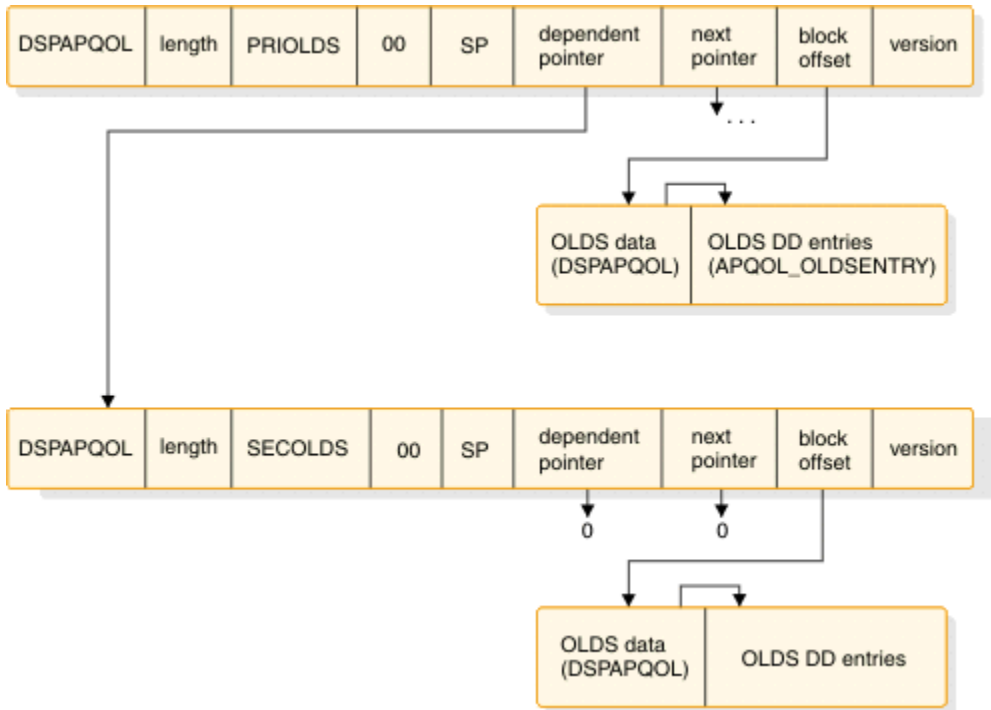 DSPAPQOL length PRIOLDS 00 SP dependent pointer next pointer block offset version
. . .
OLDS data
(DSPAPQOL)
OLDS DD entries
(APQOL_OLDSENTRY)
DSPAPQOL length SECOLDS 00 SP dependent pointer next pointer block offset version
0 0
OLDS data
(DSPAPQOL)
OLDS DD entries